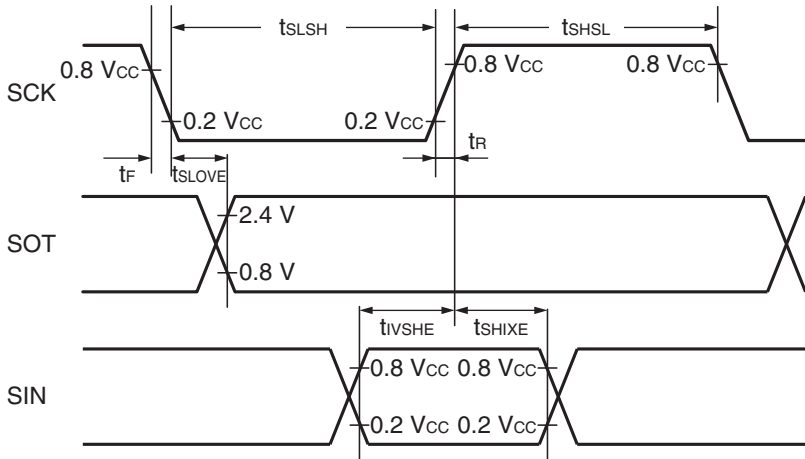 tSLSH tSHSL
SCK 0.8 VCC 0.2 VCC 0.2 VCC 0.8 VCC 0.8 VCC
tF tSLOVE tR
SOT 2.4 V
0.8 V
tIVSHE tSHIXE
SIN 0.8 VCC 0.8 VCC
0.2 VCC 0.2 VCC